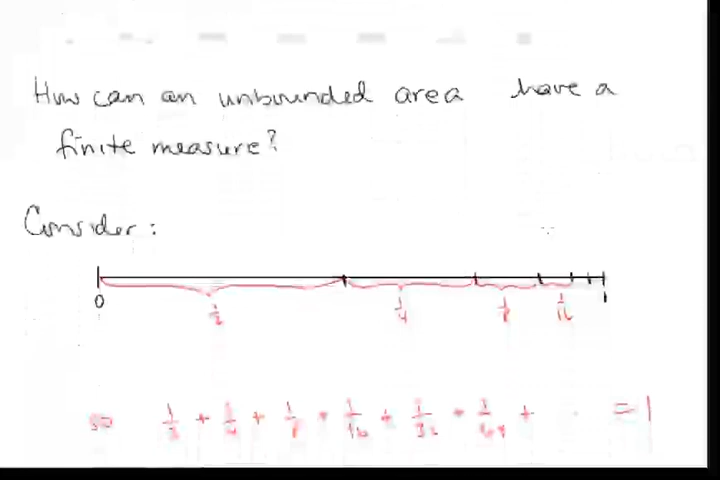 How can an unbounded area have a
finite measure?
Consider:
0 1/2 1/4 1/8 1/16 1
so 1/2 + 1/4 + 1/8 + 1/16 + 1/32 + 1/64 + = 1